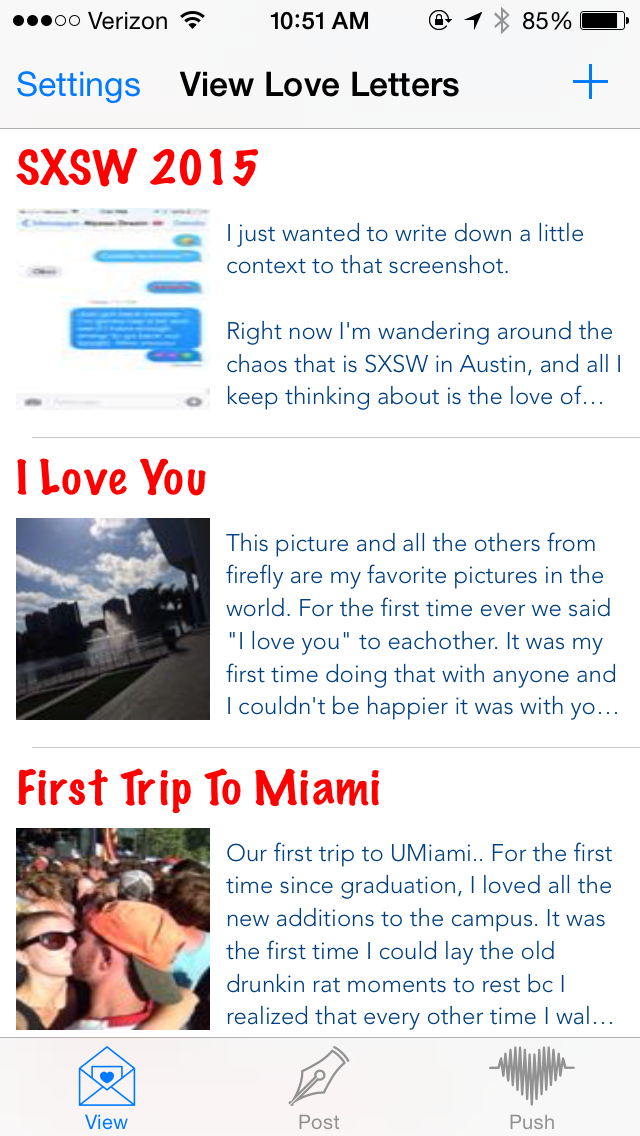 Verizon 10:51 AM 85%
Settings View Love Letters +
SXSW 2015
I just wanted to write down a little
context to that screenshot.
Right now I'm wandering around the
chaos that is SXSW in Austin, and all I
keep thinking about is the love of…
I Love You
This picture and all the others from
firefly are my favorite pictures in the
world. For the first time ever we said
"I love you" to eachother. It was my
first time doing that with anyone and
I couldn't be happier it was with yo…
First Trip To Miami
Our first trip to UMiami.. For the first
time since graduation, I loved all the
new additions to the campus. It was
the first time I could lay the old
drunkin rat moments to rest bc I
realized that every other time I wal…
View Post Push